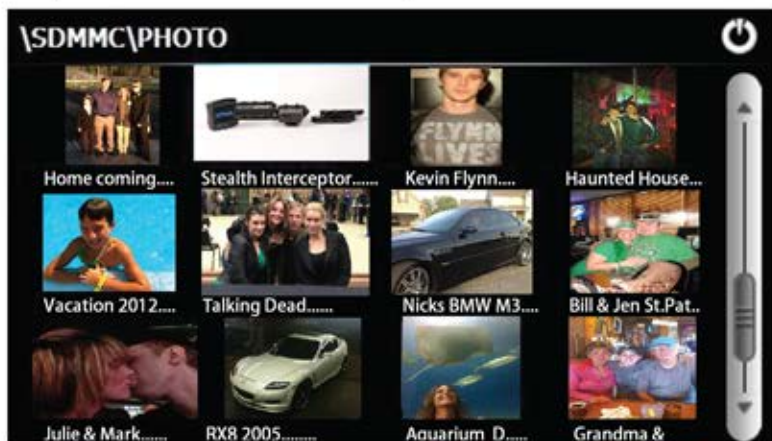 \SDMMC\PHOTO
FLYNN
LIVES
Home coming....
Stealth Interceptor......
Kevin Flynn....
Haunted House...
Vacation 2012....
Talking Dead......
Nicks BMW M3....
Bill & Jen St.Pat..
Julie & Mark......
RX8 2005........
Aquarium D.....
Grandma &